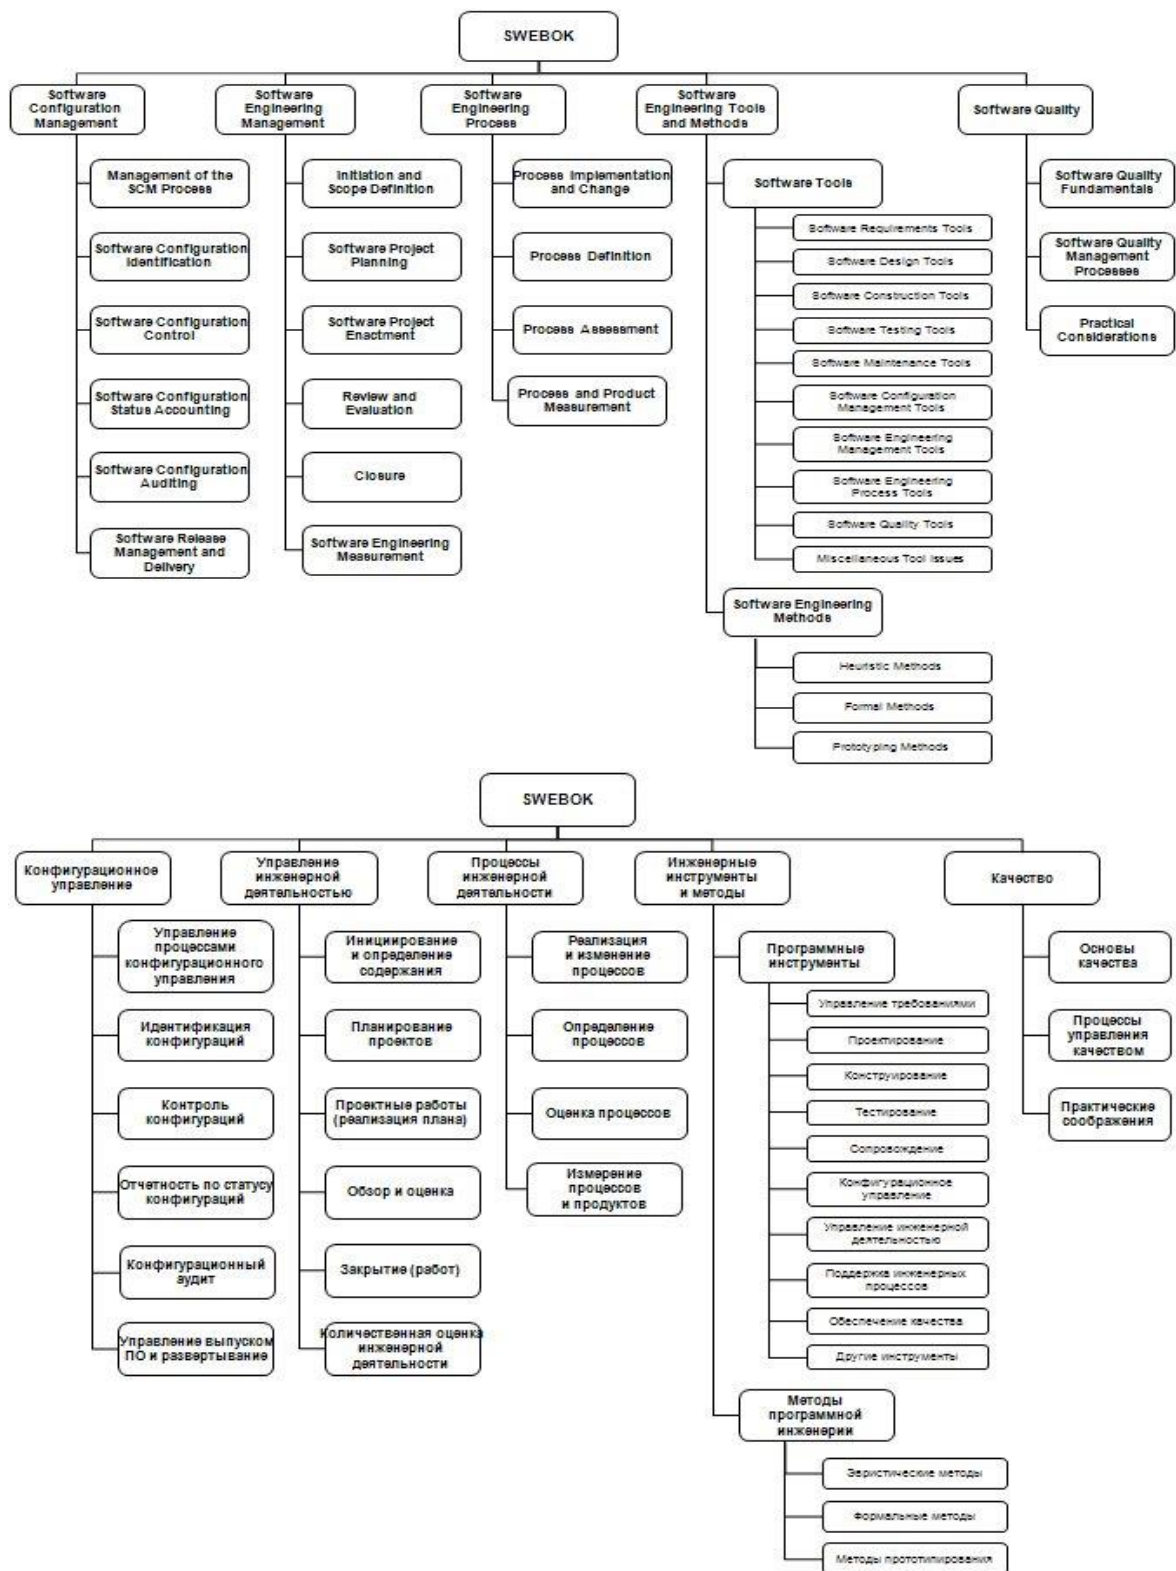 SWEBOK
Software
Configuration
Management
Management of the
SCM Process
Software Configuration
Identification
Software Configuration
Control
Software Configuration
Status Accounting
Software Configuration
Auditing
Software Release
Management and
Delivery
Software
Engineering
Management
Initiation and
Scope Definition
Software Project
Planning
Software Project
Enactment
Review and
Evaluation
Closure
Software Engineering
Measurement
Software
Engineering
Process
Process Implementation
and Change
Process Definition
Process Assessment
Process and Product
Measurement
Software
Engineering Tools
and Methods
Software Tools
Software Requirements Tools
Software Design Tools
Software Construction Tools
Software Testing Tools
Software Maintenance Tools
Software Configuration
Management Tools
Software Engineering
Management Tools
Software Engineering
Process Tools
Software Quality Tools
Miscellaneous Tool Issues
Software Engineering
Methods
Heuristic Methods
Formal Methods
Prototyping Methods
Software Quality
Software Quality
Fundamentals
Software Quality
Management
Processes
Practical
Considerations
SWEBOK
Конфигурационное
управление
Управление
процессами
конфигурационного
управления
Идентификация
конфигураций
Контроль
конфигураций
Отчетность по статусу
конфигураций
Конфигурационный
аудит
Управление выпуском
ПО и развертывание
Управление
инженерной
деятельностью
Инициирование
и определение
содержания
Планирование
проектов
Проектные работы
(реализация плана)
Обзор и оценка
Закрытие (работ)
Количественная оценка
инженерной
деятельности
Процессы
инженерной
деятельности
Реализация
и изменение
процессов
Определение
процессов
Оценка процессов
Измерение
процессов
и продуктов
Инженерные
инструменты
и методы
Программные
инструменты
Управление требованиями
Проектирование
Конструирование
Тестирование
Сопровождение
Конфигурационное
управление
Управление инженерной
деятельностью
Поддержка инженерных
процессов
Обеспечение качества
Другие инструменты
Методы
программной
инженерии
Эвристические методы
Формальные методы
Методы прототипирования
Качество
Основы
качества
Процессы
управления
качеством
Практические
соображения